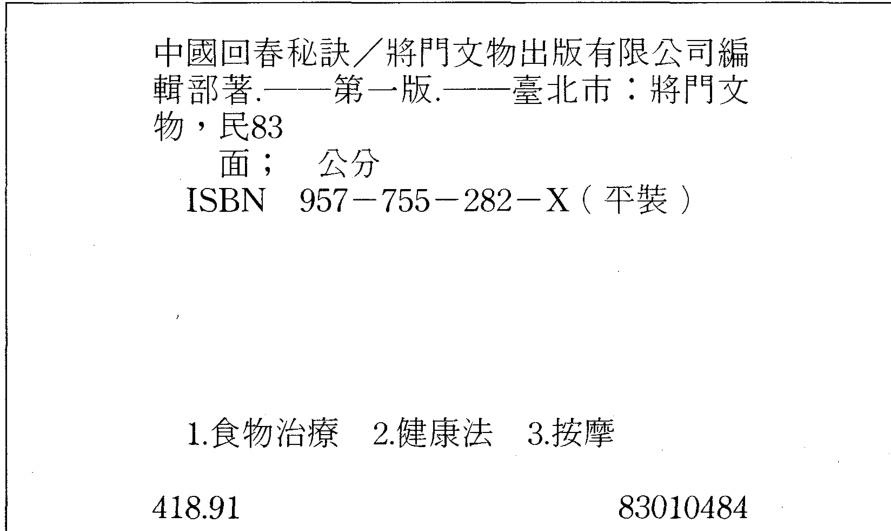 中國回春秘訣／將門文物出版有限公司編
輯部著.──第一版.──臺北市：將門文
物，民83
面；　公分
ISBN　957－755－282－X（平裝）
1.食物治療　2.健康法　3.按摩
418.91　83010484